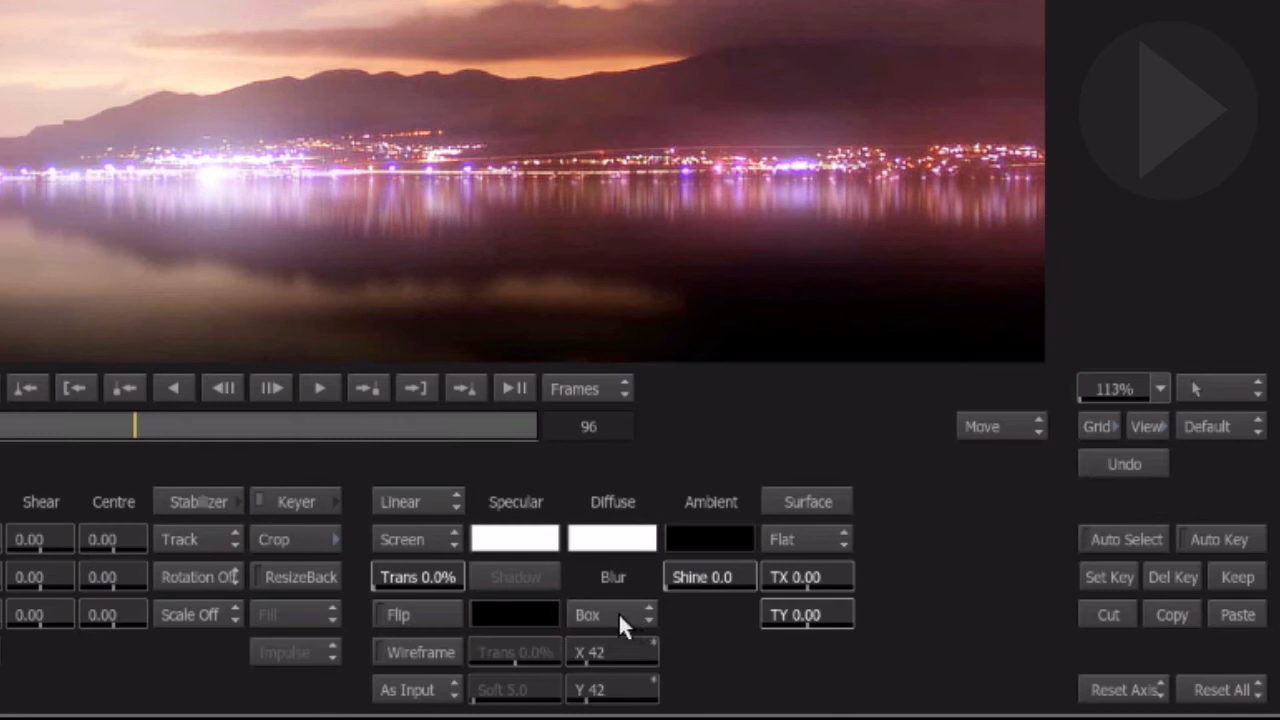 Frames
113%
96
Move
Grid
View
Default
Undo
Shear
Centre
Stabilizer
Keyer
Linear
Specular
Diffuse
Ambient
Surface
0.00
0.00
Track
Crop
Screen
Flat
Auto Select
Auto Key
0.00
0.00
Rotation Of
ResizeBack
Trans 0.0%
Shadow
Blur
Shine 0.0
TX 0.00
Set Key
Del Key
Keep
0.00
0.00
Scale Off
Fill
Flip
Box
TY 0.00
Cut
Copy
Paste
Impulse
Wireframe
Trans 0.0%
X 42
As Input
Soft 5.0
Y 42
Reset Axis
Reset All